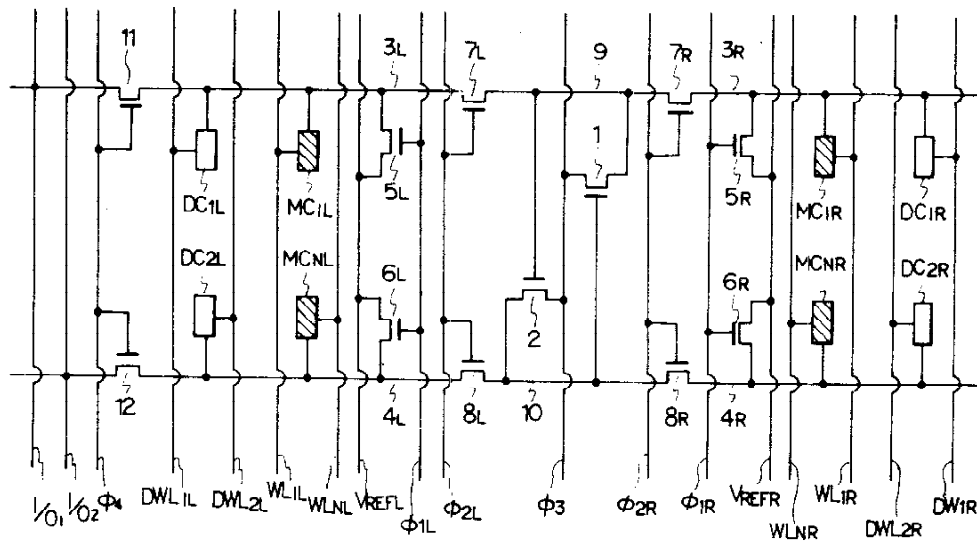 11 3L 7L 9 7R 3R
1
DC1L MC1L 5L 5R MC1R DC1R
DC2L MCNL 6L 6R MCNR DC2R
2
12 4L 8L 10 8R 4R
I/O1 I/O2 Φ4 DWL1L DWL2L WL1L WLNL VREFL Φ1L Φ2L Φ3 Φ2R Φ1R VREFR WLNR WL1R DWL2R DW1R